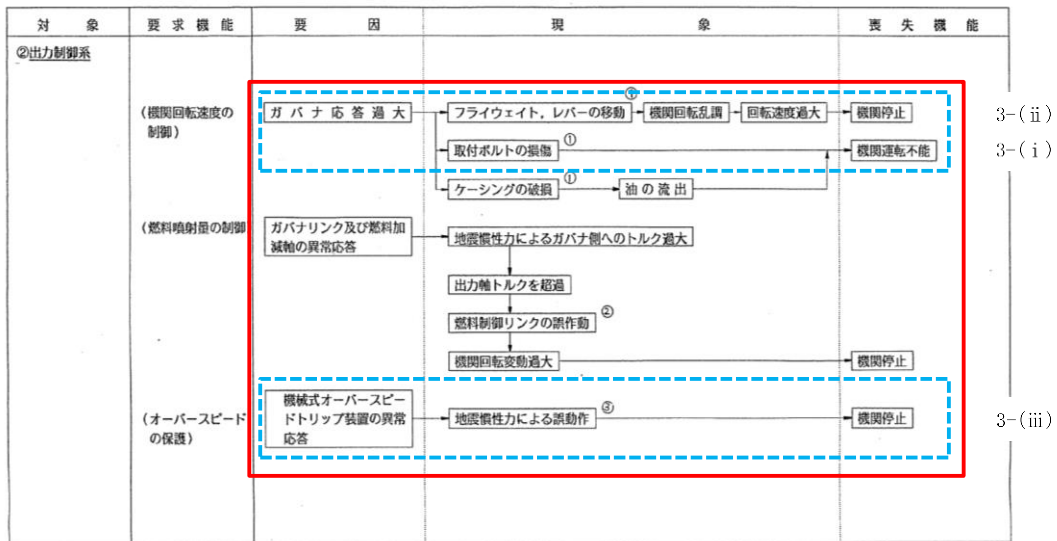 対象 要求機能 要因 現象 喪失機能
②出力制御系
(機関回転速度の
制御)
ガバナ応答過大
フライウェイト，レバーの移動
機関回転乱調
回転速度過大
機関停止
3-(ⅱ)
取付ボルトの損傷
①
機関運転不能
3-(ⅰ)
ケーシングの破損
①
油の流出
(燃料噴射量の制御
ガバナリンク及び燃料加
減軸の異常応答
地震慣性力によるガバナ側へのトルク過大
出力軸トルクを超過
燃料制御リンクの誤作動
②
機関回転変動過大
機関停止
(オーバースピード
の保護)
機械式オーバースピー
ドトリップ装置の異常
応答
地震慣性力による誤動作
③
機関停止
3-(ⅲ)